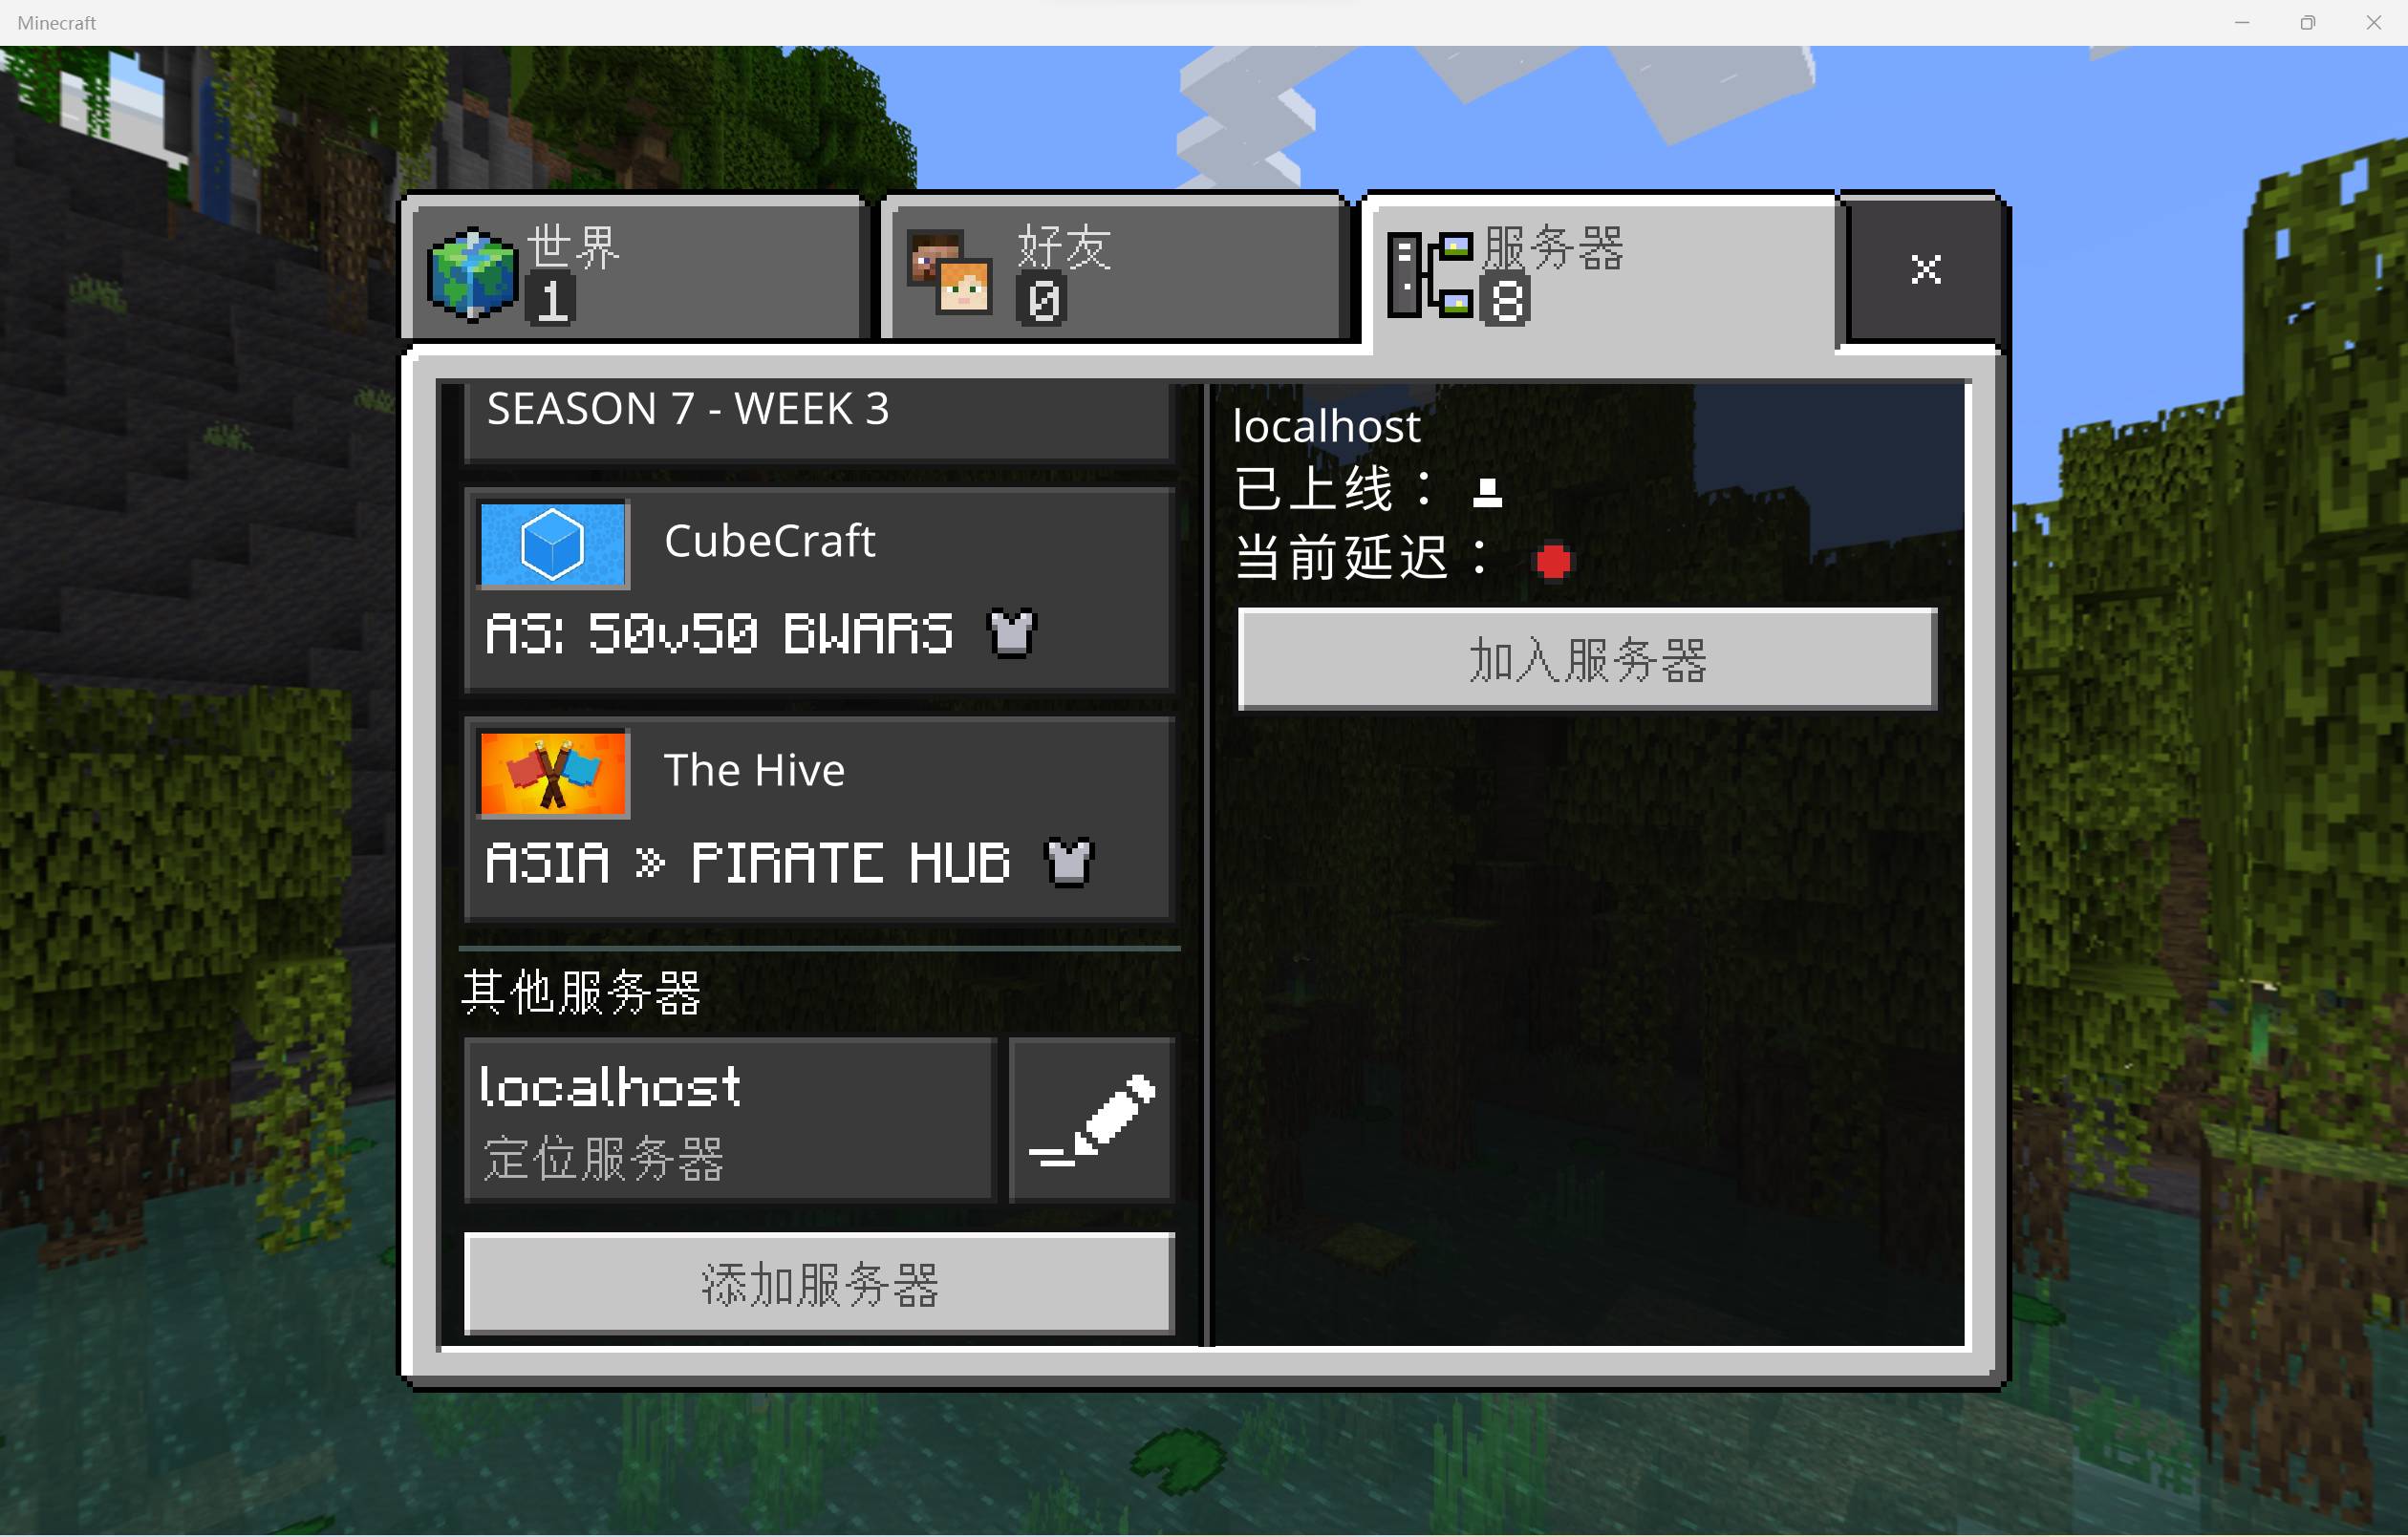 Minecraft
世界
1
好友
0
服务器
8
SEASON 7 - WEEK 3
CubeCraft
AS: 50v50 BWARS
The Hive
ASIA » PIRATE HUB
其他服务器
localhost
定位服务器
添加服务器
localhost
已上线：
当前延迟：
加入服务器